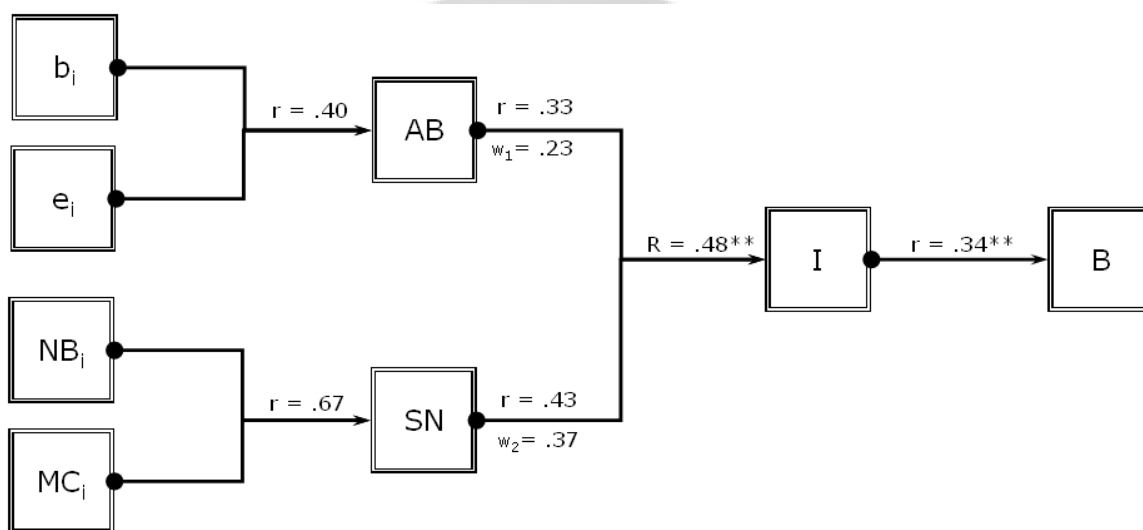 bᵢ
eᵢ
r = .40
AB
r = .33
w₁= .23
R = .48**
I
r = .34**
B
NBᵢ
MCᵢ
r = .67
SN
r = .43
w₂= .37